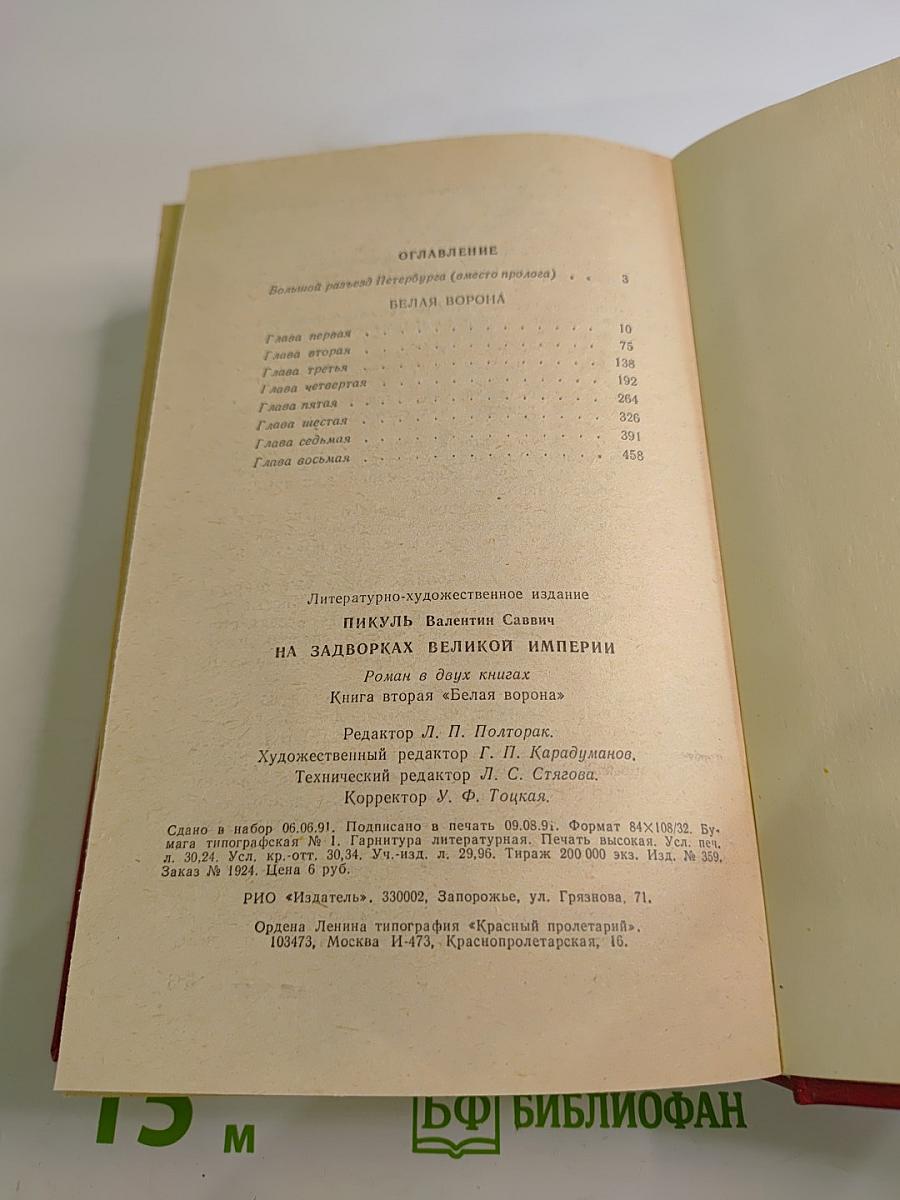 ОГЛАВЛЕНИЕ
Большой разъезд Петербурга (вместо пролога) . . 3
БЕЛАЯ ВОРОНА
Глава первая . . . . . . . . . . . . . 10
Глава вторая . . . . . . . . . . . . . 75
Глава третья . . . . . . . . . . . . . 138
Глава четвертая . . . . . . . . . . . . 192
Глава пятая . . . . . . . . . . . . . 264
Глава шестая . . . . . . . . . . . . . 326
Глава седьмая . . . . . . . . . . . . . 391
Глава восьмая . . . . . . . . . . . . . 458
Литературно-художественное издание
ПИКУЛЬ Валентин Саввич
НА ЗАДВОРКАХ ВЕЛИКОЙ ИМПЕРИИ
Роман в двух книгах
Книга вторая «Белая ворона»
Редактор Л. П. Полторак.
Художественный редактор Г. П. Карадуманов.
Технический редактор Л. С. Стягова.
Корректор У. Ф. Тоцкая.
Сдано в набор 06.06.91. Подписано в печать 09.08.91. Формат 84×108/32. Бу-
мага типографская № 1. Гарнитура литературная. Печать высокая. Усл. печ.
л. 30,24. Усл. кр.-отт. 30,34. Уч.-изд. л. 29,96. Тираж 200 000 экз. Изд. № 359.
Заказ № 1924. Цена 6 руб.
РИО «Издатель». 330002, Запорожье, ул. Грязнова, 71.
Ордена Ленина типография «Красный пролетарий».
103473, Москва И-473, Краснопролетарская, 16.
15 м
БФ БИБЛИОФАН